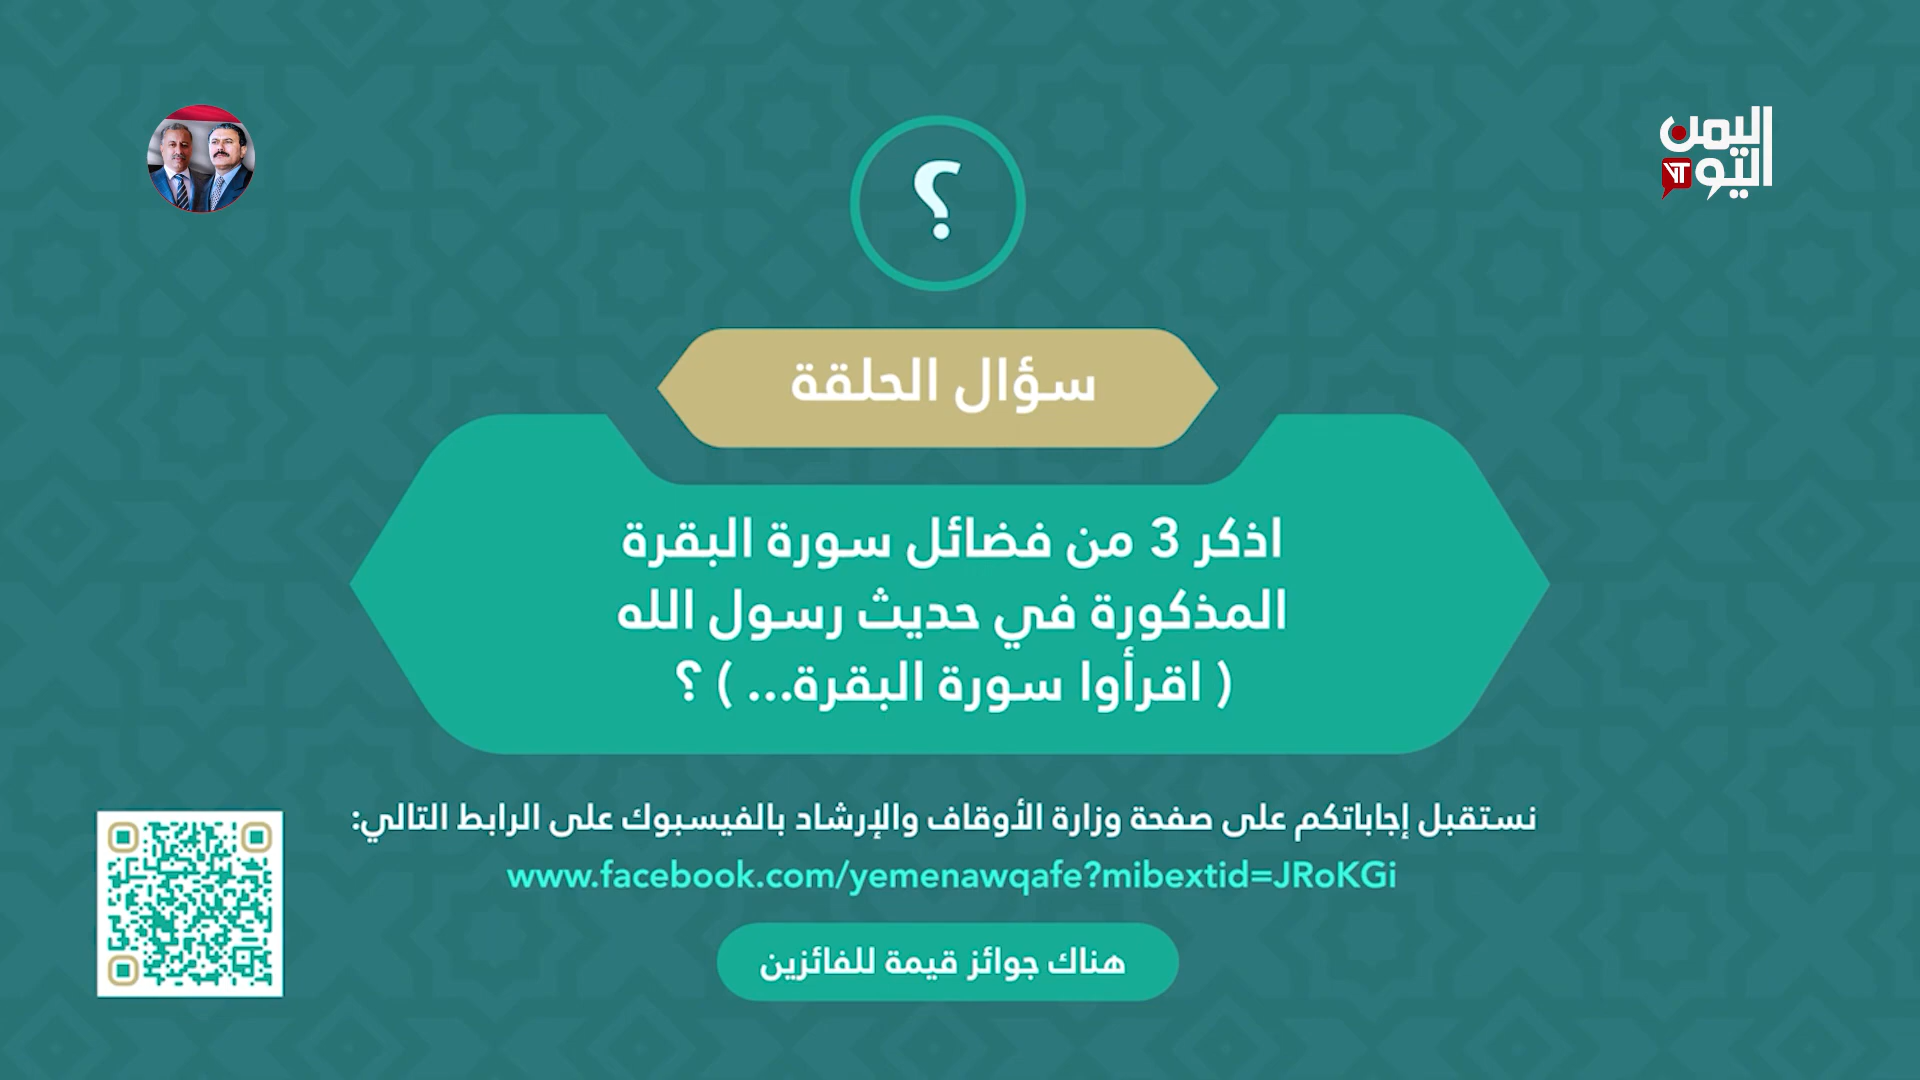 اليمن
اليوم
YT
؟
سؤال الحلقة
اذكر 3 من فضائل سورة البقرة
المذكورة في حديث رسول الله
( اقرأوا سورة البقرة... ) ؟
نستقبل إجاباتكم على صفحة وزارة الأوقاف والإرشاد بالفيسبوك على الرابط التالي:
www.facebook.com/yemenawqafe?mibextid=JRoKGi
هناك جوائز قيمة للفائزين